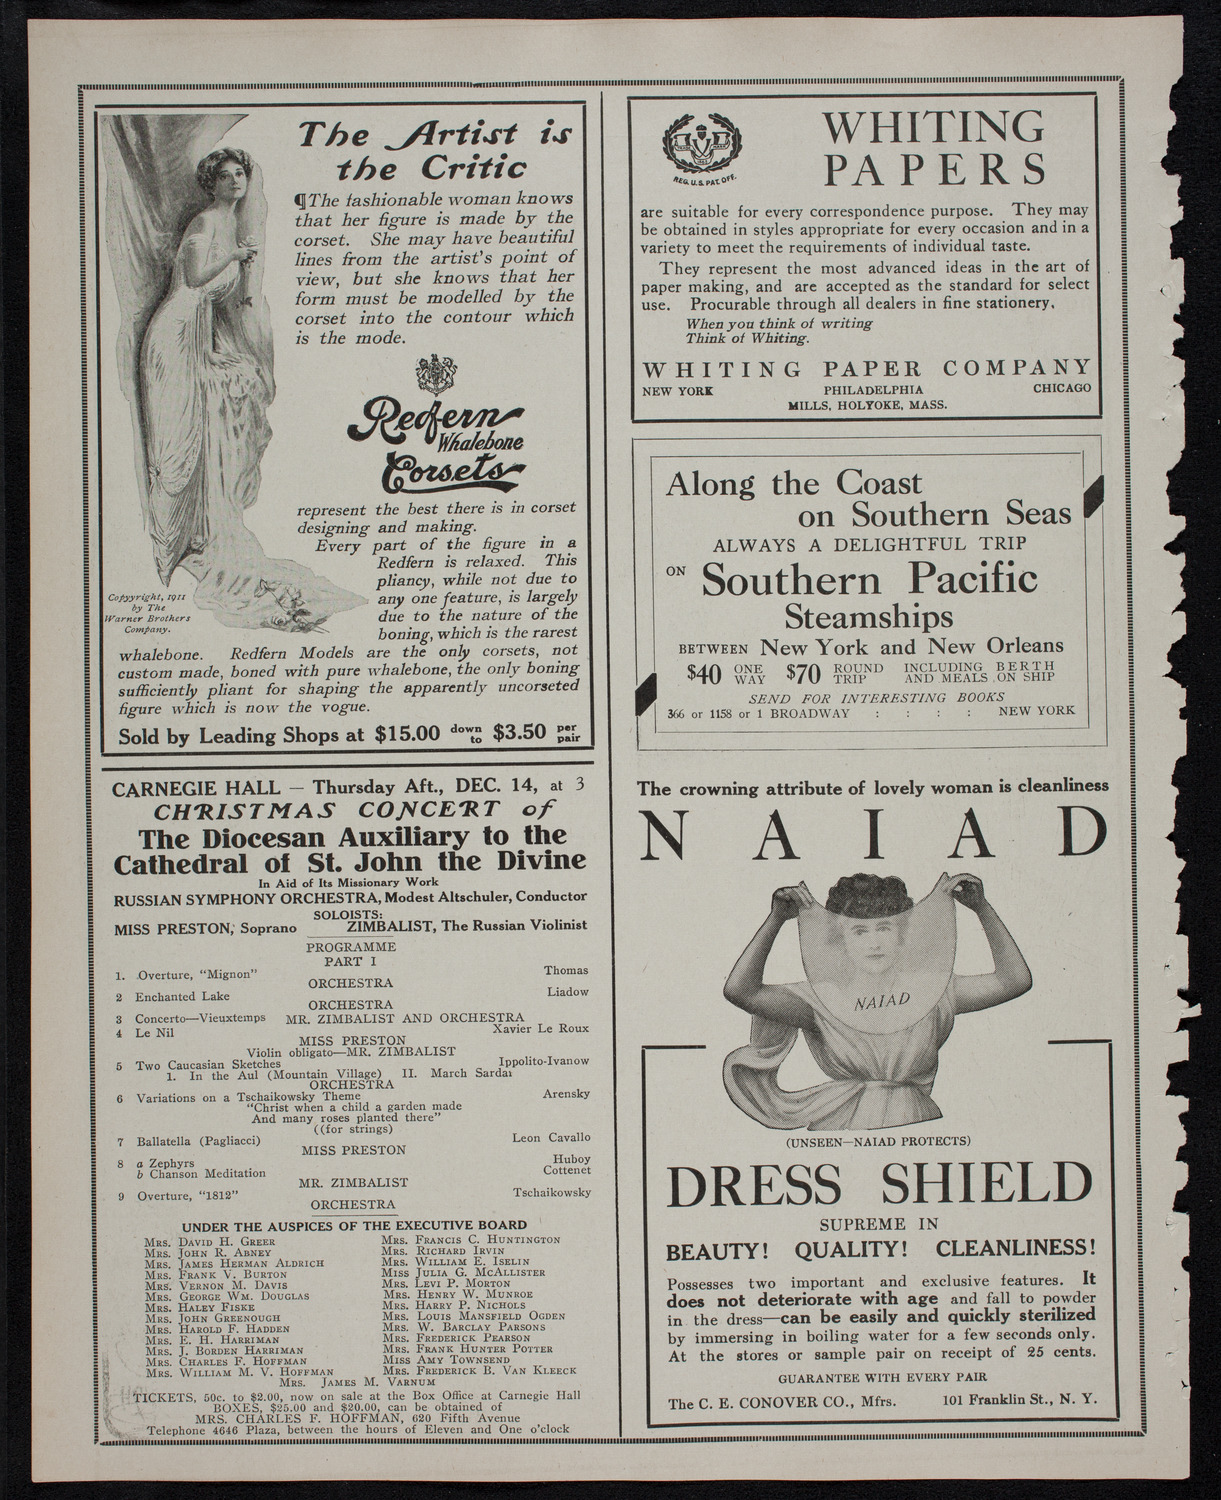 The Artist is
the Critic
¶The fashionable woman knows
that her figure is made by the
corset. She may have beautiful
lines from the artist's point of
view, but she knows that her
form must be modelled by the
corset into the contour which
is the mode.
Redfern
Whalebone
Corsets
represent the best there is in corset
designing and making.
Every part of the figure in a
Redfern is relaxed. This
pliancy, while not due to
any one feature, is largely
due to the nature of the
boning, which is the rarest
whalebone. Redfern Models are the only corsets, not
custom made, boned with pure whalebone, the only boning
sufficiently pliant for shaping the apparently uncorseted
figure which is now the vogue.
Copyright, 1911
by The
Warner Brothers
Company.
Sold by Leading Shops at $15.00 down to $3.50 per pair
CARNEGIE HALL — Thursday Aft., DEC. 14, at 3
CHRISTMAS CONCERT of
The Diocesan Auxiliary to the
Cathedral of St. John the Divine
In Aid of Its Missionary Work
RUSSIAN SYMPHONY ORCHESTRA, Modest Altschuler, Conductor
SOLOISTS:
MISS PRESTON, Soprano ZIMBALIST, The Russian Violinist
PROGRAMME
PART I
1. Overture, "Mignon" Thomas
ORCHESTRA
2 Enchanted Lake Liadow
ORCHESTRA
3 Concerto—Vieuxtemps MR. ZIMBALIST AND ORCHESTRA
4 Le Nil Xavier Le Roux
MISS PRESTON
Violin obligato—MR. ZIMBALIST
5 Two Caucasian Sketches Ippolito-Ivanow
1. In the Aul (Mountain Village) II. March Sardar
ORCHESTRA
6 Variations on a Tschaikowsky Theme Arensky
"Christ when a child a garden made
And many roses planted there"
((for strings)
7 Ballatella (Pagliacci) Leon Cavallo
MISS PRESTON
8 a Zephyrs Huboy
b Chanson Meditation Cottenet
MR. ZIMBALIST
9 Overture, "1812" Tschaikowsky
ORCHESTRA
UNDER THE AUSPICES OF THE EXECUTIVE BOARD
MRS. DAVID H. GREER
MRS. JOHN R. ABNEY
MRS. JAMES HERMAN ALDRICH
MRS. FRANK V. BURTON
MRS. VERNON M. DAVIS
MRS. GEORGE WM. DOUGLAS
MRS. HALEY FISKE
MRS. JOHN GREENOUGH
MRS. HAROLD F. HADDEN
MRS. E. H. HARRIMAN
MRS. J. BORDEN HARRIMAN
MRS. CHARLES F. HOFFMAN
MRS. WILLIAM M. V. HOFFMAN
MRS. FRANCIS C. HUNTINGTON
MRS. RICHARD IRVIN
MRS. WILLIAM E. ISELIN
MISS JULIA G. MCALLISTER
MRS. LEVI P. MORTON
MRS. HENRY W. MUNROE
MRS. HARRY P. NICHOLS
MRS. LOUIS MANSFIELD OGDEN
MRS. W. BARCLAY PARSONS
MRS. FREDERICK PEARSON
MRS. FRANK HUNTER POTTER
MISS AMY TOWNSEND
MRS. FREDERICK B. VAN KLEECK
MRS. JAMES M. VARNUM
TICKETS, 50c. to $2.00, now on sale at the Box Office at Carnegie Hall
BOXES, $25.00 and $20.00, can be obtained of
MRS. CHARLES F. HOFFMAN, 620 Fifth Avenue
Telephone 4646 Plaza, between the hours of Eleven and One o'clock
REG. U.S. PAT. OFF.
WHITING
PAPERS
are suitable for every correspondence purpose. They may
be obtained in styles appropriate for every occasion and in a
variety to meet the requirements of individual taste.
They represent the most advanced ideas in the art of
paper making, and are accepted as the standard for select
use. Procurable through all dealers in fine stationery.
When you think of writing
Think of Whiting.
WHITING PAPER COMPANY
NEW YORK PHILADELPHIA CHICAGO
MILLS, HOLYOKE, MASS.
Along the Coast
on Southern Seas
ALWAYS A DELIGHTFUL TRIP
ON Southern Pacific
Steamships
BETWEEN New York and New Orleans
$40 ONE WAY $70 ROUND TRIP INCLUDING BERTH AND MEALS ON SHIP
SEND FOR INTERESTING BOOKS
366 or 1158 or 1 BROADWAY : : : : NEW YORK
The crowning attribute of lovely woman is cleanliness
NAIAD
NAIAD
(UNSEEN—NAIAD PROTECTS)
DRESS SHIELD
SUPREME IN
BEAUTY! QUALITY! CLEANLINESS!
Possesses two important and exclusive features. It
does not deteriorate with age and fall to powder
in the dress—can be easily and quickly sterilized
by immersing in boiling water for a few seconds only.
At the stores or sample pair on receipt of 25 cents.
GUARANTEE WITH EVERY PAIR
The C. E. CONOVER CO., Mfrs. 101 Franklin St., N. Y.